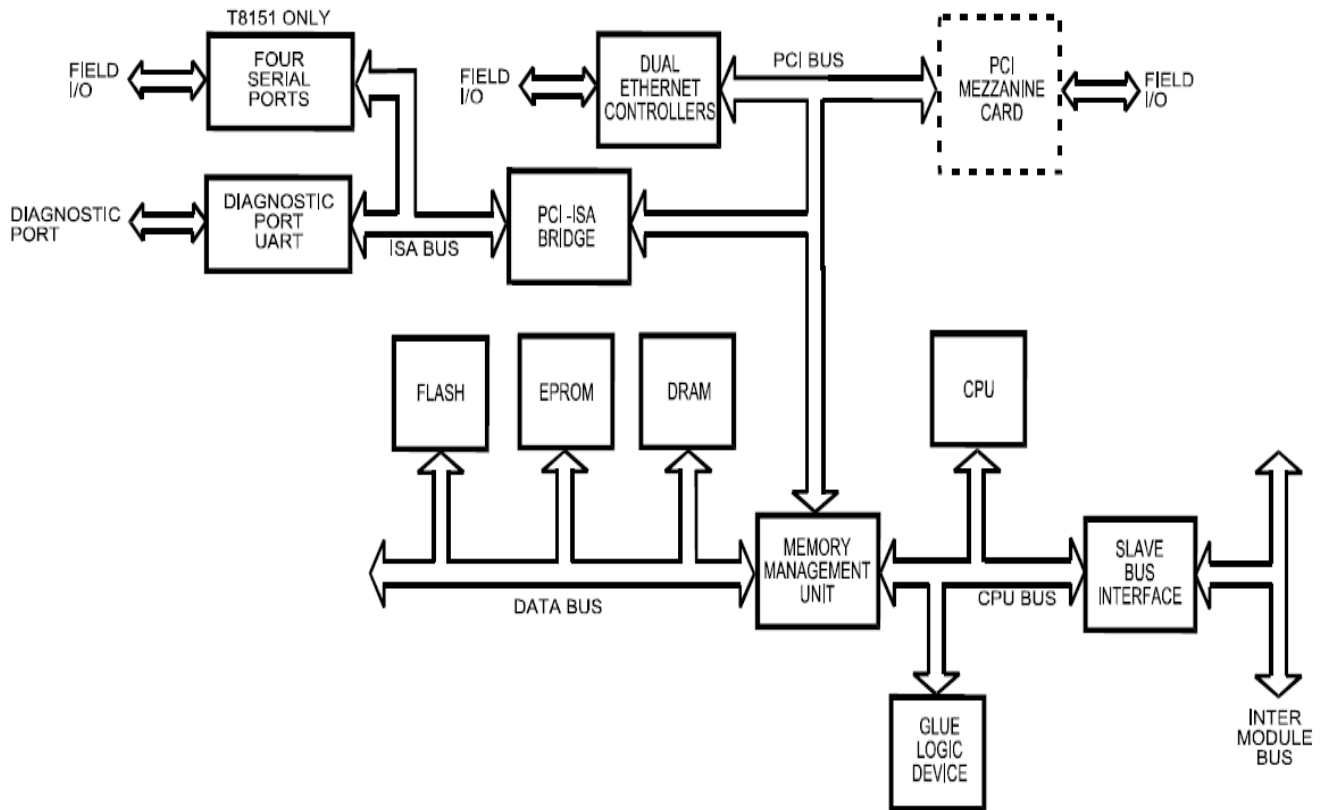 T8151 ONLY
FIELD
I/O
FOUR
SERIAL
PORTS
FIELD
I/O
DUAL
ETHERNET
CONTROLLERS
PCI BUS
PCI
MEZZANINE
CARD
FIELD
I/O
DIAGNOSTIC
PORT
DIAGNOSTIC
PORT
UART
ISA BUS
PCI -ISA
BRIDGE
FLASH
EPROM
DRAM
CPU
DATA BUS
MEMORY
MANAGEMENT
UNIT
CPU BUS
SLAVE
BUS
INTERFACE
GLUE
LOGIC
DEVICE
INTER
MODULE
BUS